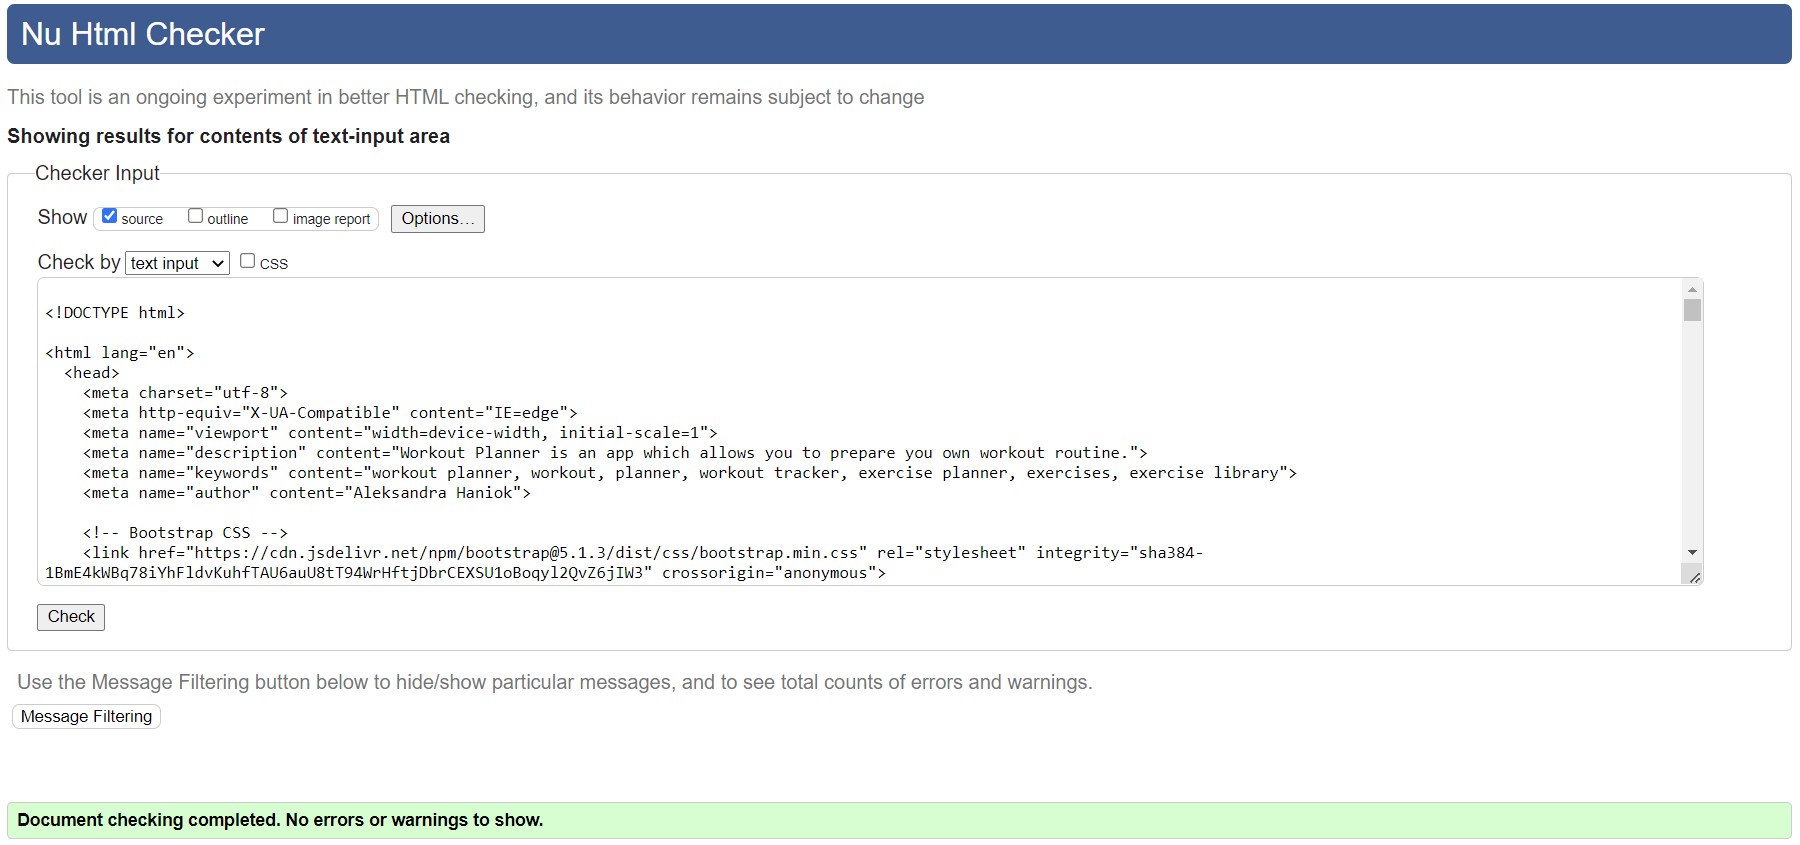 Nu Html Checker
This tool is an ongoing experiment in better HTML checking, and its behavior remains subject to change
Showing results for contents of text-input area
Checker Input
Show source outline image report Options...
Check by text input css
<!DOCTYPE html>
<html lang="en">
<head>
<meta charset="utf-8">
<meta http-equiv="X-UA-Compatible" content="IE=edge">
<meta name="viewport" content="width=device-width, initial-scale=1">
<meta name="description" content="Workout Planner is an app which allows you to prepare you own workout routine.">
<meta name="keywords" content="workout planner, workout, planner, workout tracker, exercise planner, exercises, exercise library">
<meta name="author" content="Aleksandra Haniok">
<!-- Bootstrap CSS -->
<link href="https://cdn.jsdelivr.net/npm/bootstrap@5.1.3/dist/css/bootstrap.min.css" rel="stylesheet" integrity="sha384-
1BmE4kWBq78iYhFldvKuhfTAU6auU8tT94WrHftjDbrCEXSU1oBoqyl2QvZ6jIW3" crossorigin="anonymous">
Check
Use the Message Filtering button below to hide/show particular messages, and to see total counts of errors and warnings.
Message Filtering
Document checking completed. No errors or warnings to show.